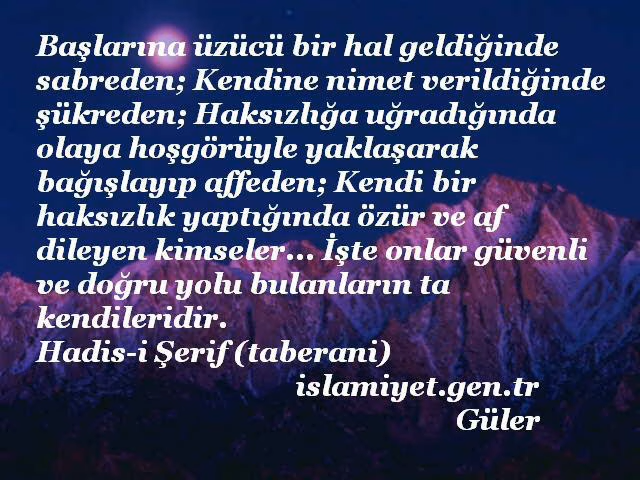 Başlarına üzücü bir hal geldiğinde
sabreden; Kendine nimet verildiğinde
şükreden; Haksızlığa uğradığında
olaya hoşgörüyle yaklaşarak
bağışlayıp affeden; Kendi bir
haksızlık yaptığında özür ve af
dileyen kimseler... İşte onlar güvenli
ve doğru yolu bulanların ta
kendileridir.
Hadis-i Şerif (taberani)
islamiyet.gen.tr
Güler